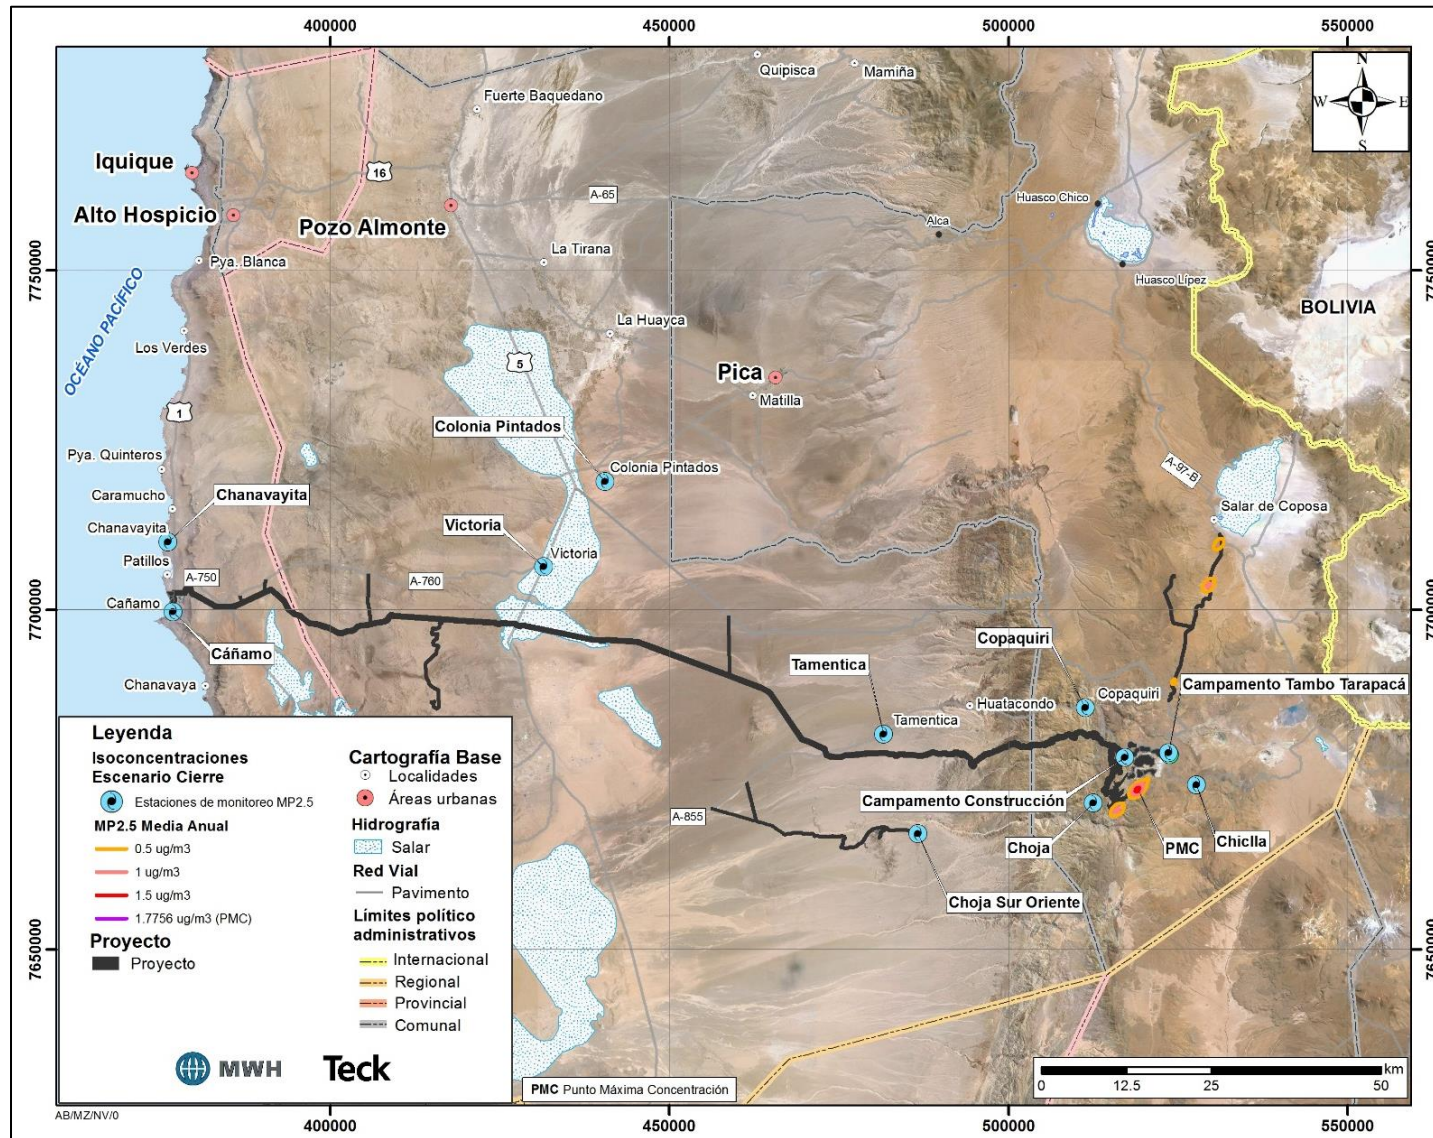 400000
450000
500000
550000
N
W
E
S
Quipisca
Mamiña
Fuerte Baquedano
Iquique
16
A-65
Huasco Chico
Alto Hospicio
Pozo Almonte
Alca
La Tirana
Pya. Blanca
7750000
7750000
Huasco Lípez
BOLIVIA
OCÉANO PACÍFICO
La Huayca
Los Verdes
5
Pica
Matilla
1
Colonia Pintados
Pya. Quinteros
Colonia Pintados
A-97-B
Caramucho
Chanavayita
Salar de Coposa
Chanavayita
Victoria
Victoria
Patillos
A-750
A-760
Cañamo
7700000
7700000
Copaquiri
Cáñamo
Tamentica
Chanavaya
Copaquiri
Campamento Tambo Tarapacá
Huatacondo
Tamentica
Campamento Construcción
A-855
Choja
PMC
Chiclla
Choja Sur Oriente
7650000
7650000
Leyenda
Isoconcentraciones
Escenario Cierre
Estaciones de monitoreo MP2.5
MP2.5 Media Anual
0.5 ug/m3
1 ug/m3
1.5 ug/m3
1.7756 ug/m3 (PMC)
Proyecto
Proyecto
Cartografía Base
Localidades
Áreas urbanas
Hidrografía
Salar
Red Vial
Pavimento
Límites político
administrativos
Internacional
Regional
Provincial
Comunal
MWH
Teck
PMC Punto Máxima Concentración
km
0
12.5
25
50
AB/MZ/NV/0
400000
450000
500000
550000